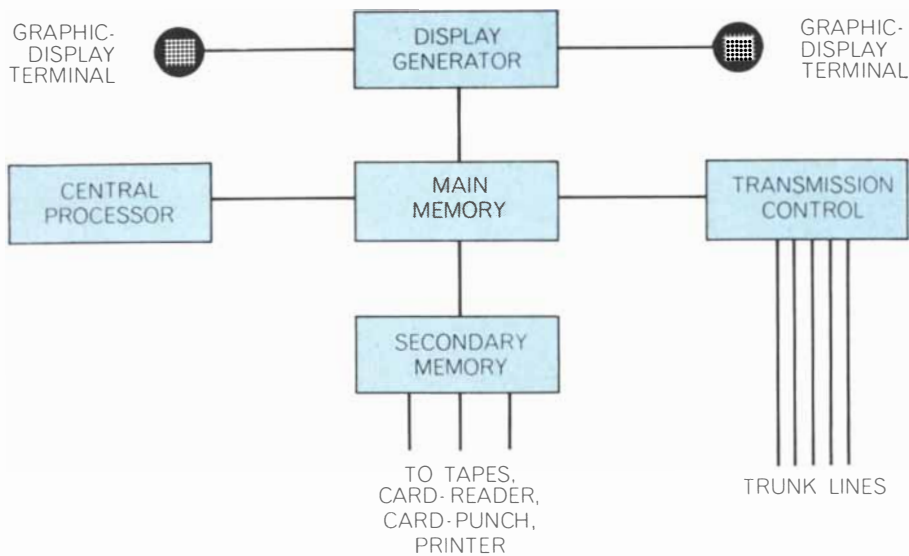 GRAPHIC-
DISPLAY
TERMINAL
DISPLAY
GENERATOR
GRAPHIC-
DISPLAY
TERMINAL
CENTRAL
PROCESSOR
MAIN
MEMORY
TRANSMISSION
CONTROL
SECONDARY
MEMORY
TO TAPES,
CARD-READER,
CARD-PUNCH,
PRINTER
TRUNK LINES